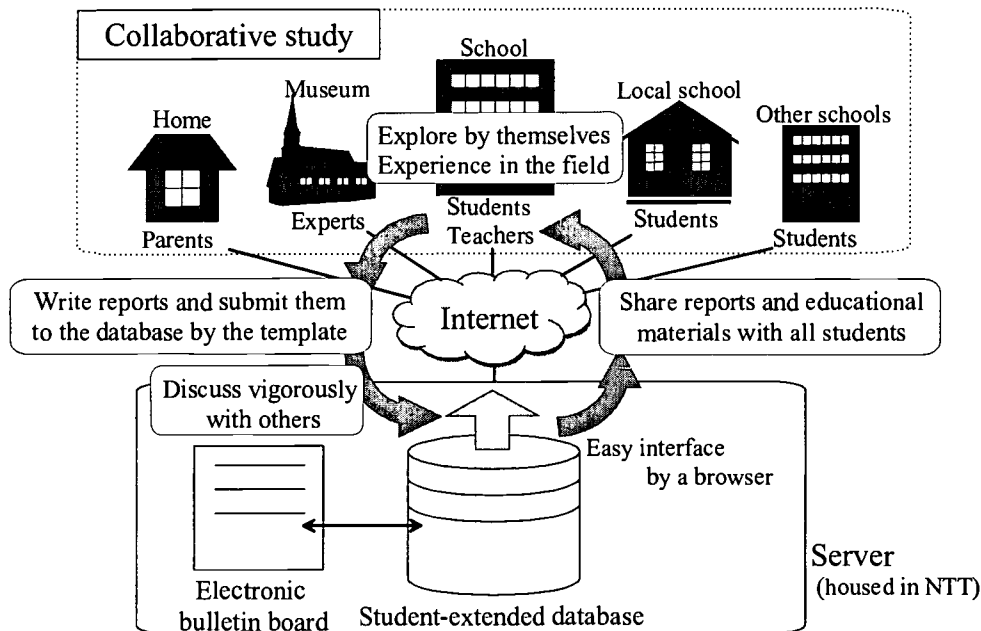 Collaborative study
School
Museum
Local school
Home
Other schools
Explore by themselves
Experience in the field
Experts
Students
Teachers
Students
Parents
Students
Write reports and submit them
to the database by the template
Internet
Share reports and educational
materials with all students
Discuss vigorously
with others
Easy interface
by a browser
Server
(housed in NTT)
Electronic
bulletin board
Student-extended database